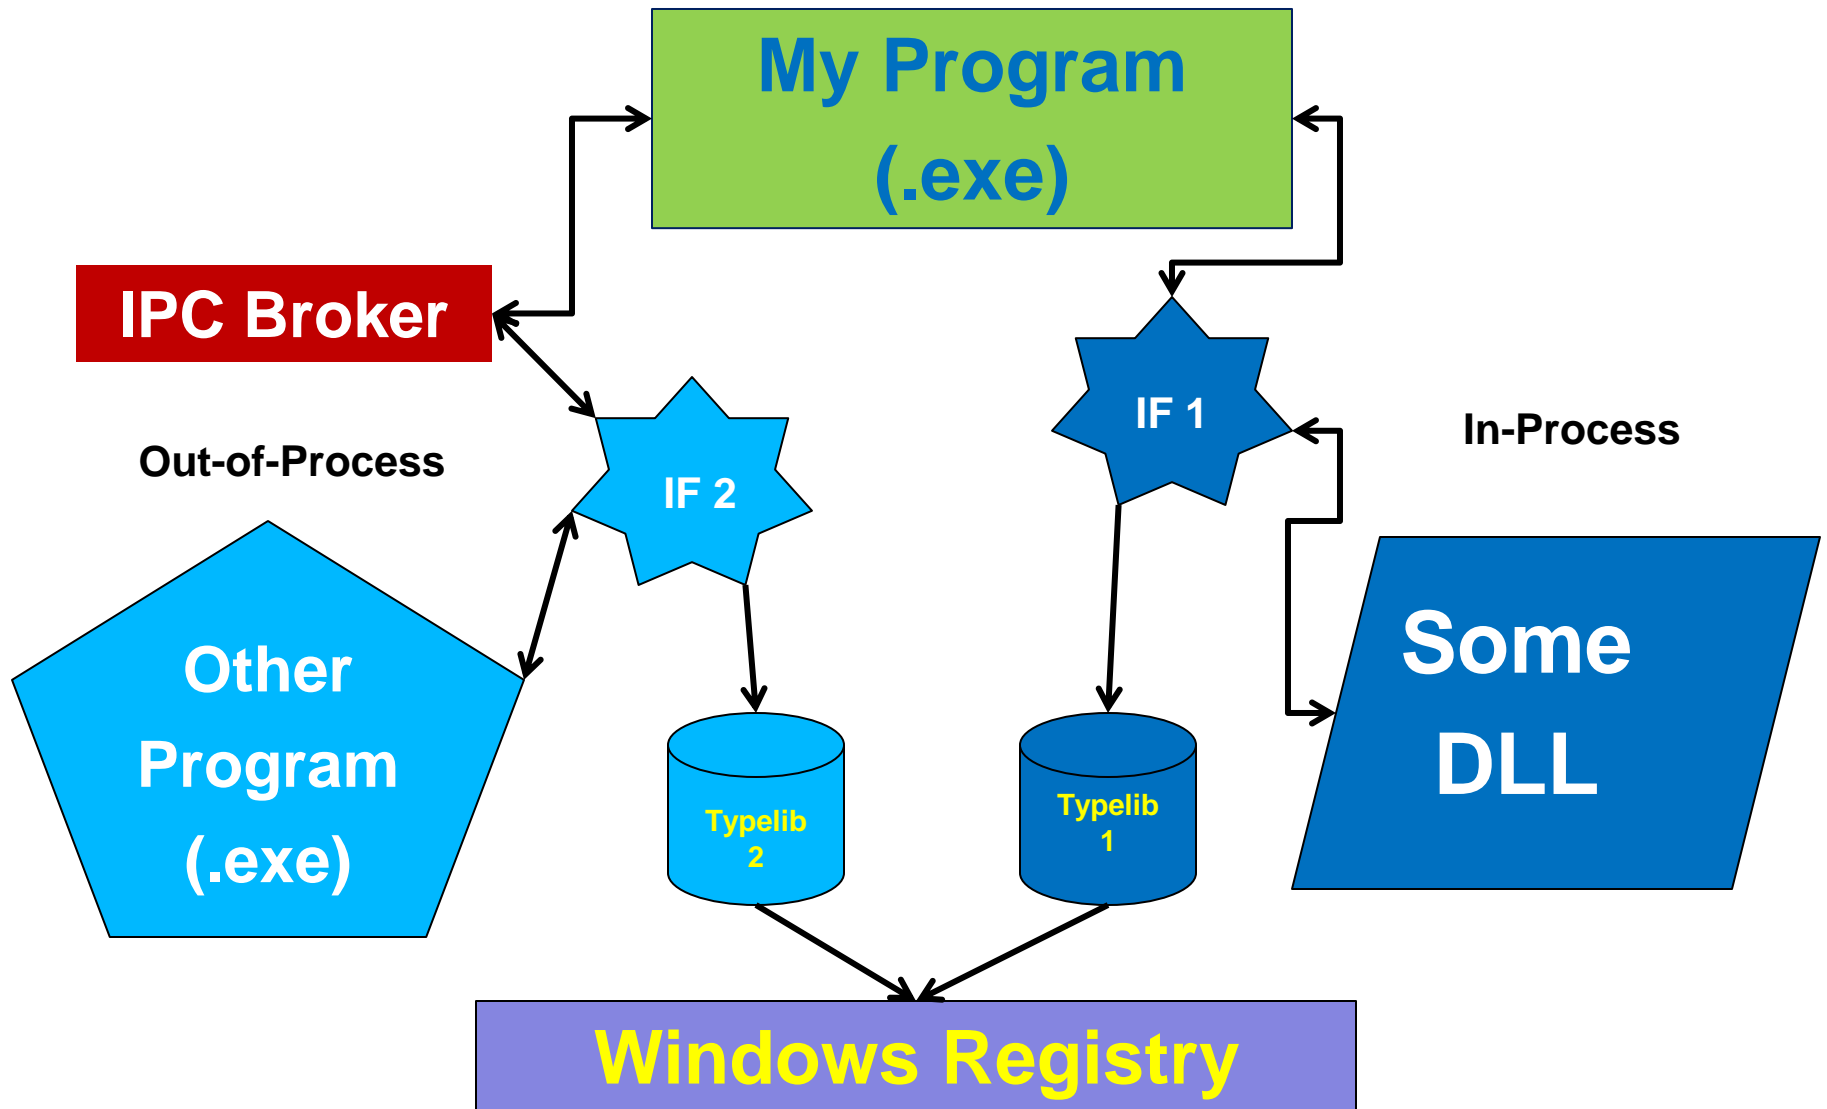 My Program
(.exe)
IPC Broker
IF 1
In-Process
Out-of-Process
IF 2
Other
Program
(.exe)
Some
DLL
Typelib
2
Typelib
1
Windows Registry